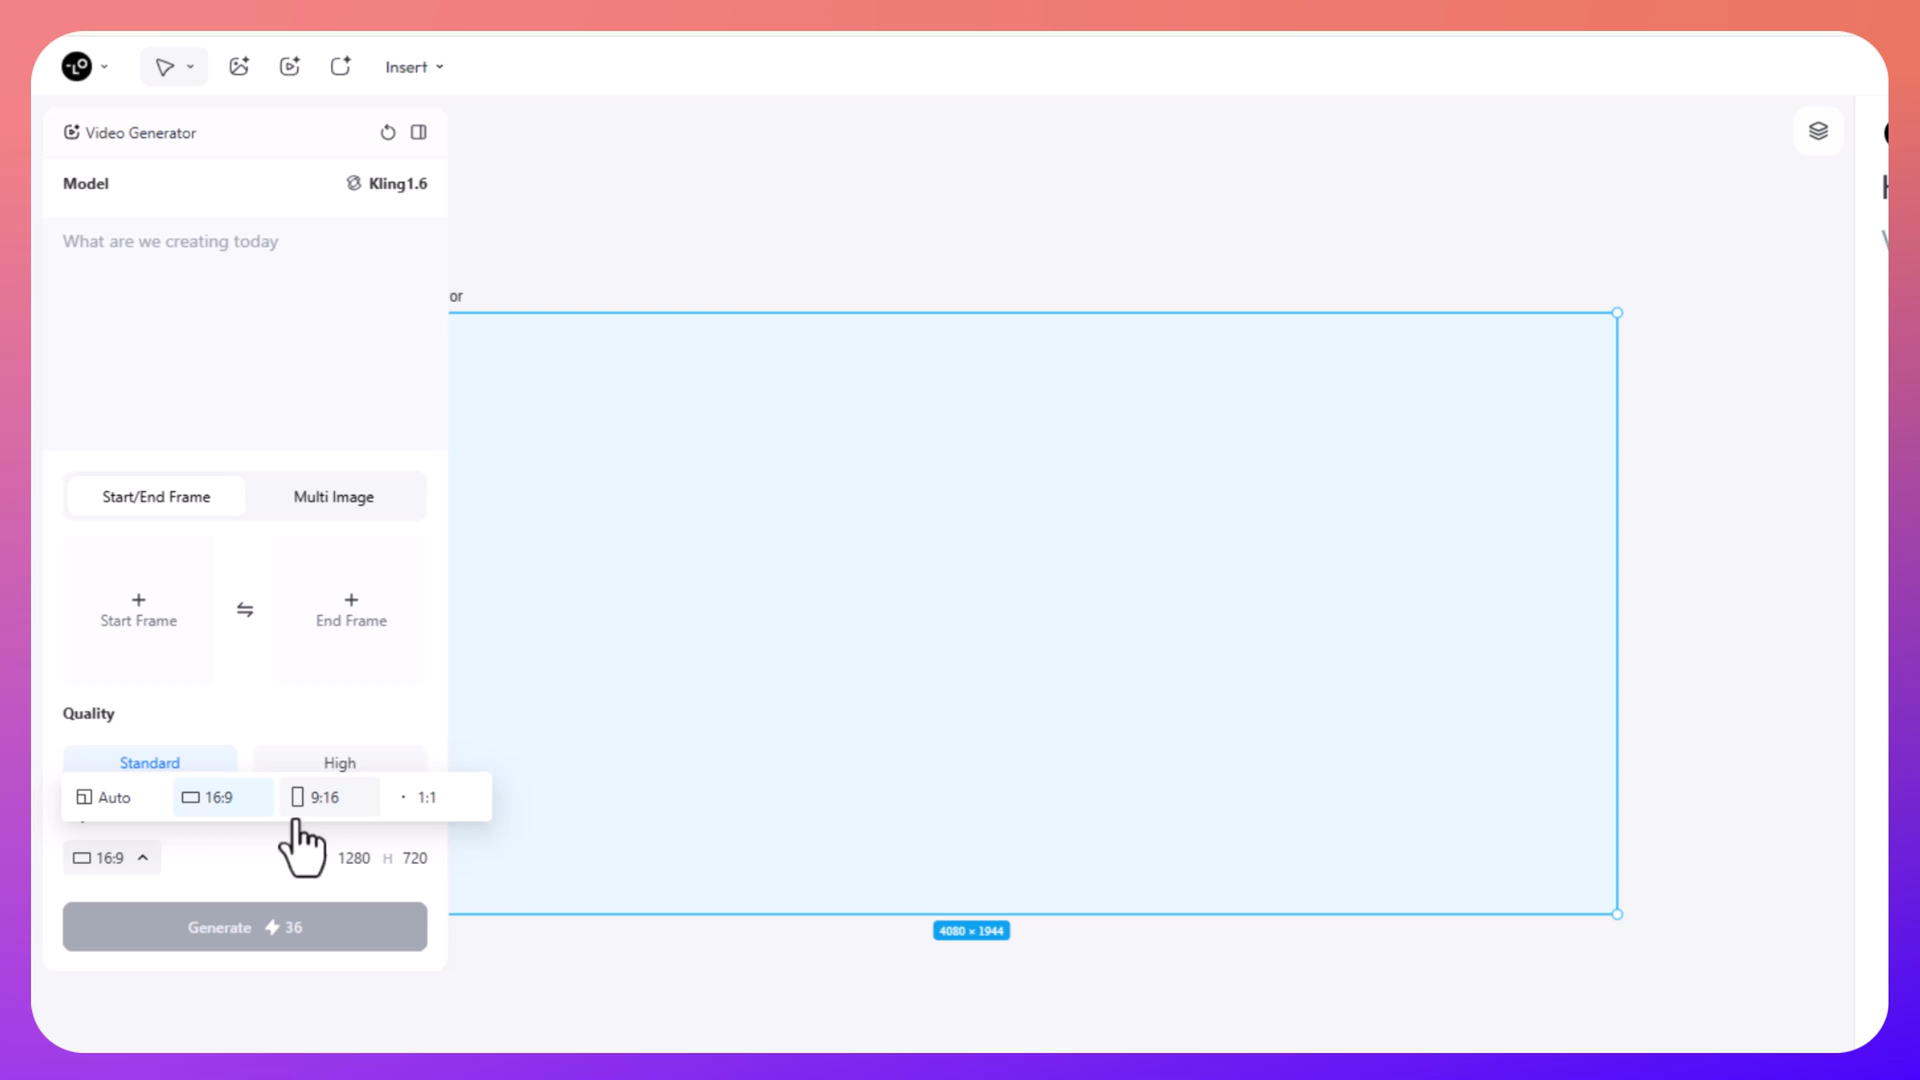 Insert
Video Generator
Model
Kling1.6
What are we creating today
or
Start/End Frame
Multi Image
+
Start Frame
+
End Frame
Quality
Standard
High
Auto
16:9
9:16
1:1
16:9
1280 H 720
Generate 36
4080 × 1944